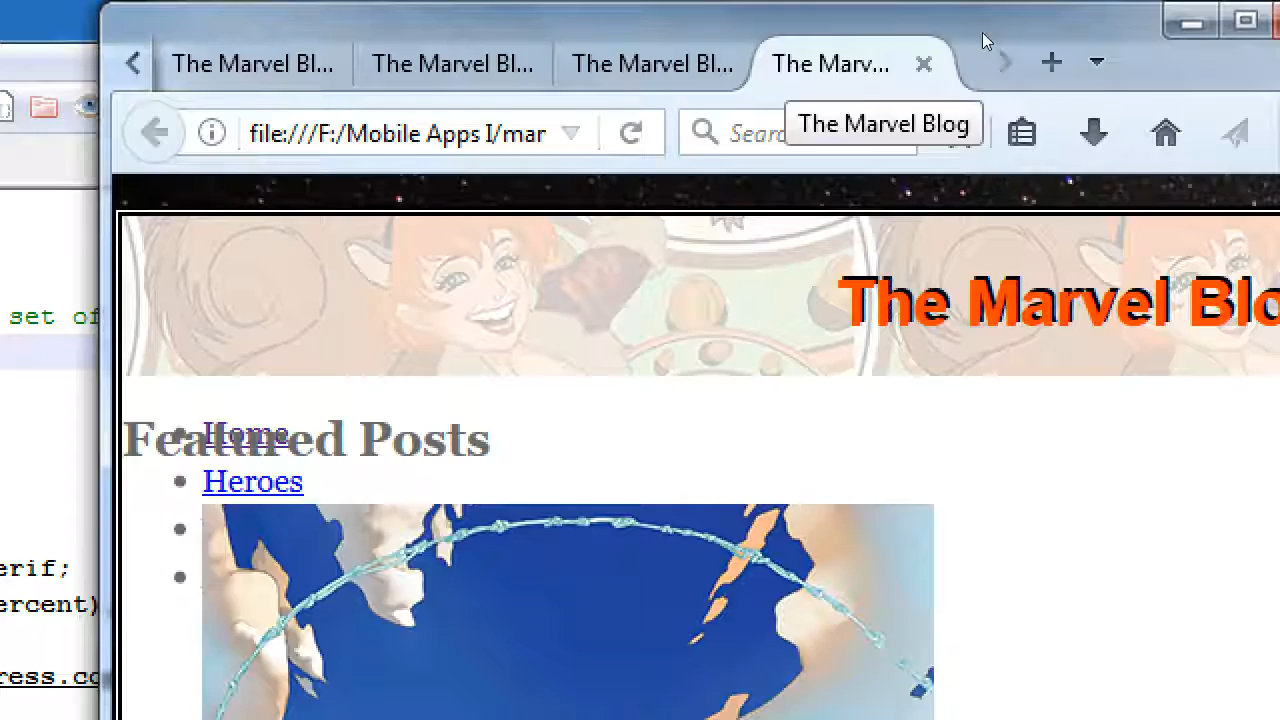 The Marvel Bl...
The Marvel Bl...
The Marvel Bl...
The Marv...
file:///F:/Mobile Apps I/mar
Searc
The Marvel Blog
set of
The Marvel Blo
Featured Posts
Home
Heroes
erif;
ercent)
ress.co